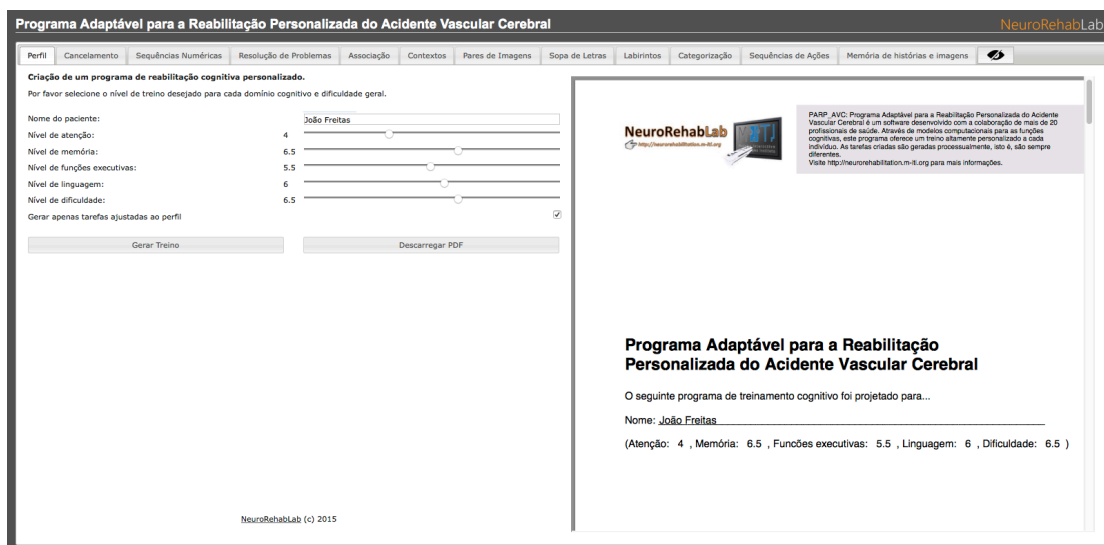 Programa Adaptável para a Reabilitação Personalizada do Acidente Vascular Cerebral
NeuroRehabLab
Perfil Cancelamento Sequências Numéricas Resolução de Problemas Associação Contextos Pares de Imagens Sopa de Letras Labirintos Categorização Sequências de Ações Memória de histórias e imagens
Criação de um programa de reabilitação cognitiva personalizado.
Por favor selecione o nível de treino desejado para cada domínio cognitivo e dificuldade geral.
Nome do paciente: João Freitas
Nível de atenção: 4
Nível de memória: 6.5
Nível de funções executivas: 5.5
Nível de linguagem: 6
Nível de dificuldade: 6.5
Gerar apenas tarefas ajustadas ao perfil
Gerar Treino Descarregar PDF
NeuroRehabLab (c) 2015
NeuroRehabLab
http://neurorehabilitation.m-iti.org
PARP_AVC: Programa Adaptável para a Reabilitação Personalizada do Acidente
Vascular Cerebral é um software desenvolvido com a colaboração de mais de 20
profissionais de saúde. Através de modelos computacionais para as funções
cognitivas, este programa oferece um treino altamente personalizado a cada
indivíduo. As tarefas criadas são geradas processualmente, isto é, são sempre
diferentes.
Visite http://neurorehabilitation.m-iti.org para mais informações.
Programa Adaptável para a Reabilitação
Personalizada do Acidente Vascular Cerebral
O seguinte programa de treinamento cognitivo foi projetado para...
Nome: João Freitas
(Atenção: 4 , Memória: 6.5 , Funcões executivas: 5.5 , Linguagem: 6 , Dificuldade: 6.5 )